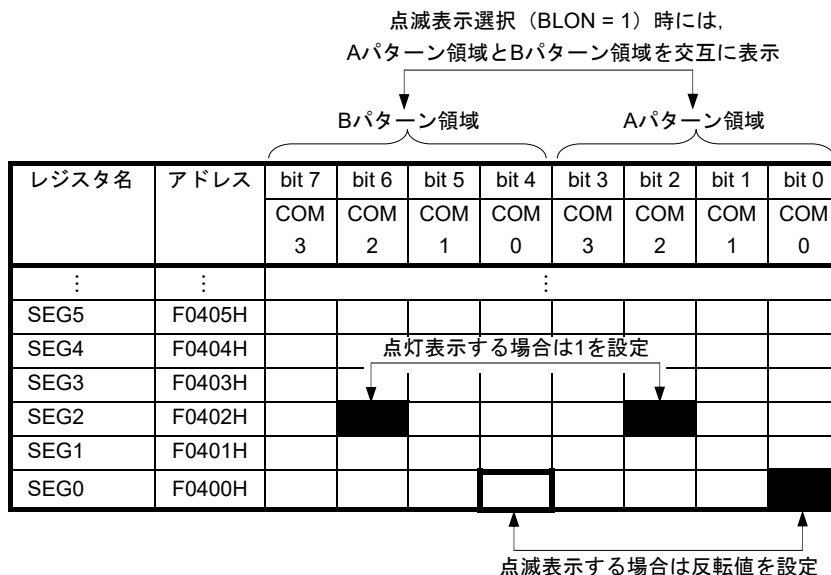 点滅表示選択（BLON = 1）時には，
Aパターン領域とBパターン領域を交互に表示
Bパターン領域 Aパターン領域
レジスタ名 アドレス bit 7 bit 6 bit 5 bit 4 bit 3 bit 2 bit 1 bit 0
COM COM COM COM COM COM COM COM
3 2 1 0 3 2 1 0
⋮ ⋮ ⋮
SEG5 F0405H
SEG4 F0404H 点灯表示する場合は1を設定
SEG3 F0403H
SEG2 F0402H
SEG1 F0401H
SEG0 F0400H
点滅表示する場合は反転値を設定